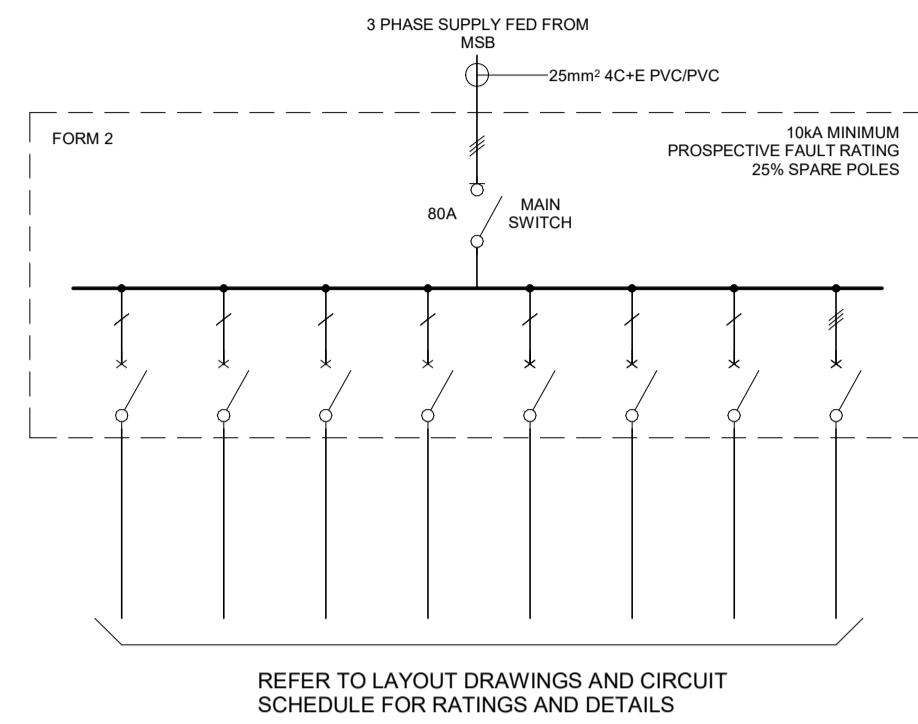 3 PHASE SUPPLY FED FROM
MSB
25mm² 4C+E PVC/PVC
FORM 2
10kA MINIMUM
PROSPECTIVE FAULT RATING
25% SPARE POLES
80A
MAIN
SWITCH
REFER TO LAYOUT DRAWINGS AND CIRCUIT
SCHEDULE FOR RATINGS AND DETAILS